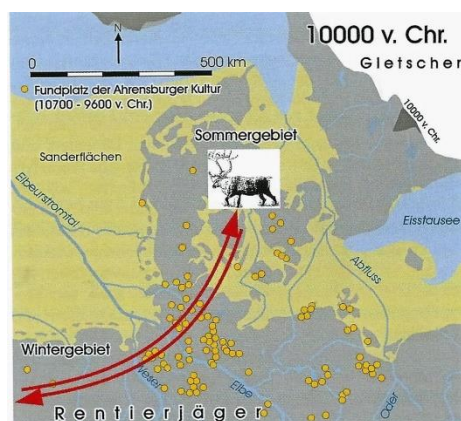 10000 v. Chr.
Gletscher
N
0
500 km
Fundplatz der Ahrensburger Kultur
(10700 - 9600 v. Chr.)
10000 v. Chr.
Sommergebiet
Sanderflächen
Elbeurstromtal
Eisstausee
Abfluss
Wintergebiet
Weser
Elbe
Oder
Rentierjäger